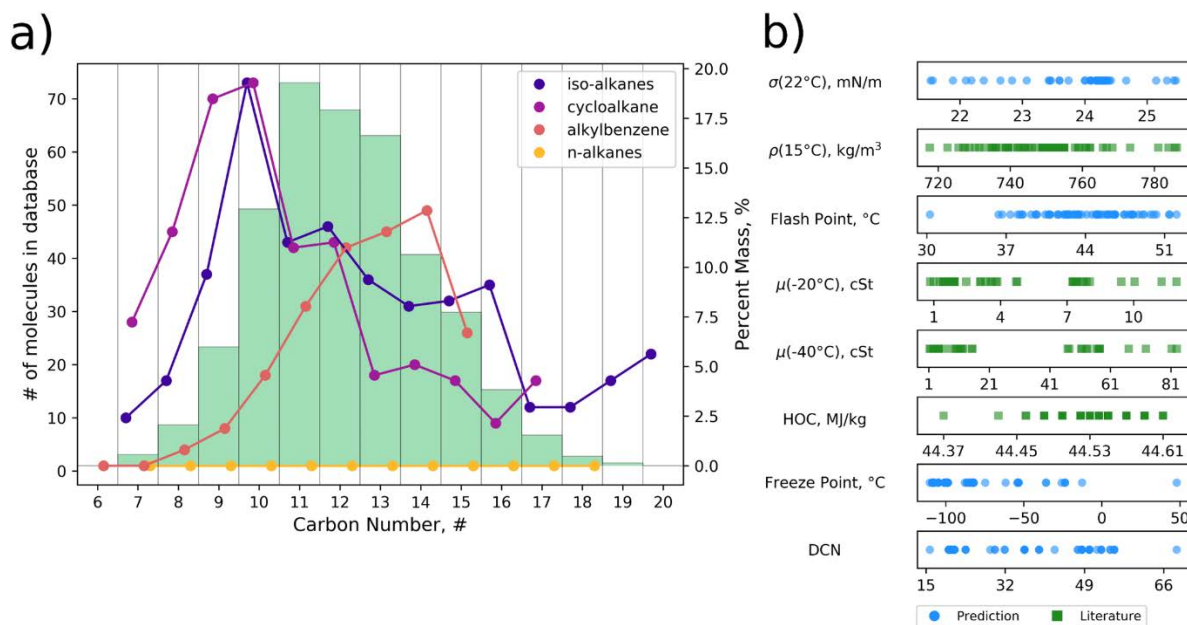 a)
# of molecules in database
70
60
50
40
30
20
10
0
6 7 8 9 10 11 12 13 14 15 16 17 18 19 20
Carbon Number, #
20.0
17.5
15.0
12.5
10.0
7.5
5.0
2.5
0.0
Percent Mass, %
iso-alkanes
cycloalkane
alkylbenzene
n-alkanes
b)
σ(22°C), mN/m
22 23 24 25
ρ(15°C), kg/m³
720 740 760 780
Flash Point, °C
30 37 44 51
μ(-20°C), cSt
1 4 7 10
μ(-40°C), cSt
1 21 41 61 81
HOC, MJ/kg
44.37 44.45 44.53 44.61
Freeze Point, °C
−100 −50 0 50
DCN
15 32 49 66
Prediction Literature